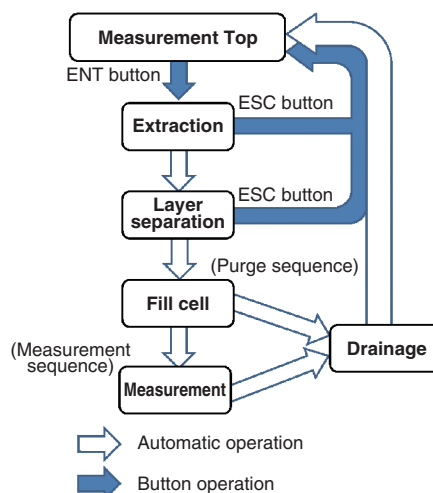 Measurement Top
ENT button
ESC button
Extraction
ESC button
Layer
separation
(Purge sequence)
Fill cell
(Measurement
sequence)
Drainage
Measurement
Automatic operation
Button operation